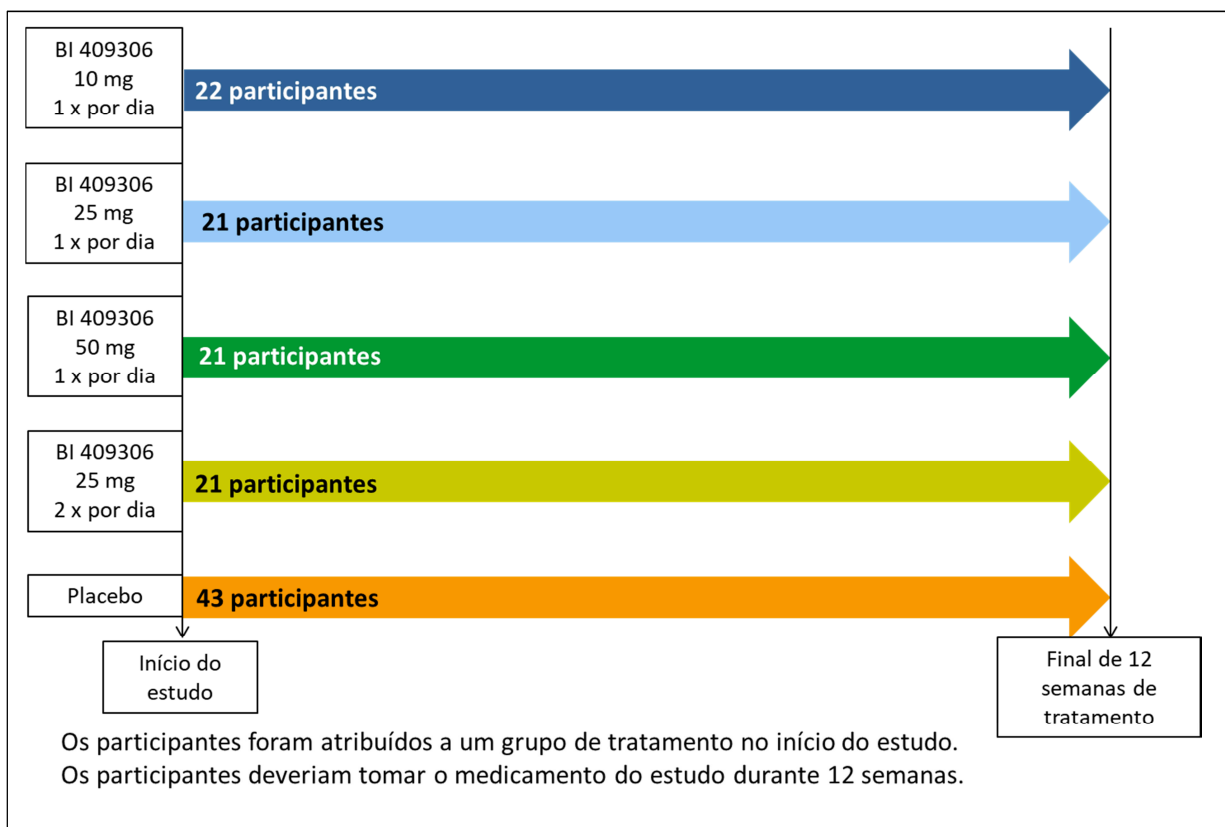 BI 409306
10 mg
1 x por dia
22 participantes
BI 409306
25 mg
1 x por dia
21 participantes
BI 409306
50 mg
1 x por dia
21 participantes
BI 409306
25 mg
2 x por dia
21 participantes
Placebo
43 participantes
Início do
estudo
Final de 12
semanas de
tratamento
Os participantes foram atribuídos a um grupo de tratamento no início do estudo.
Os participantes deveriam tomar o medicamento do estudo durante 12 semanas.